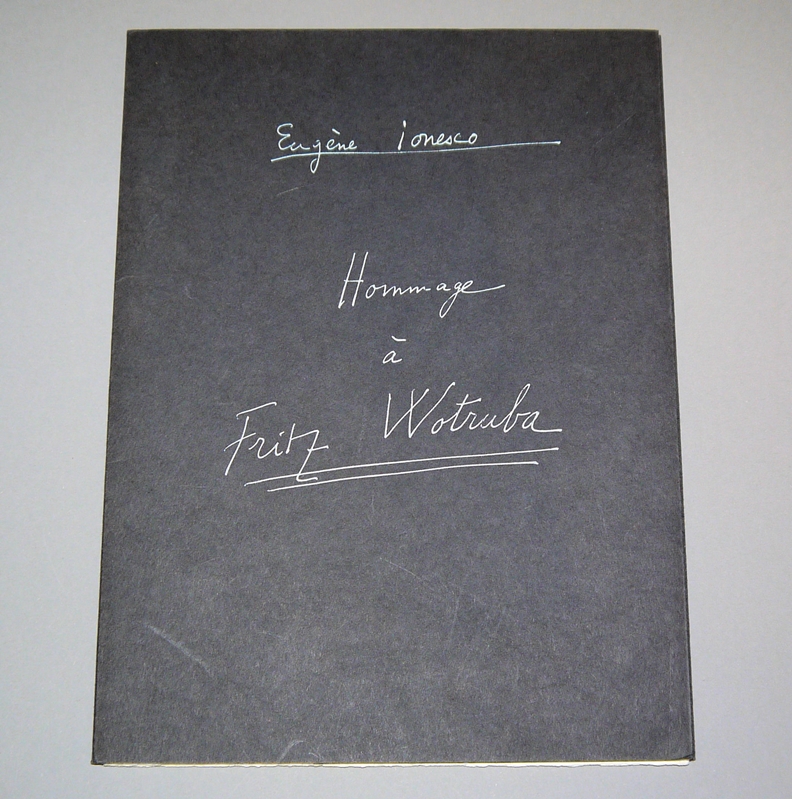 Eugène ionesco
Hommage
à
Fritz Wotruba